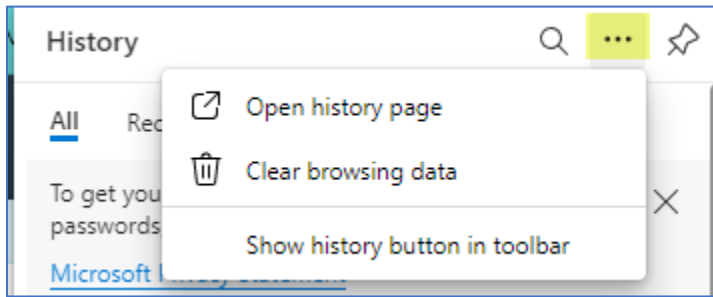 History
Open history page
All Rec
Clear browsing data
To get you
passwords
Show history button in toolbar
Microsoft